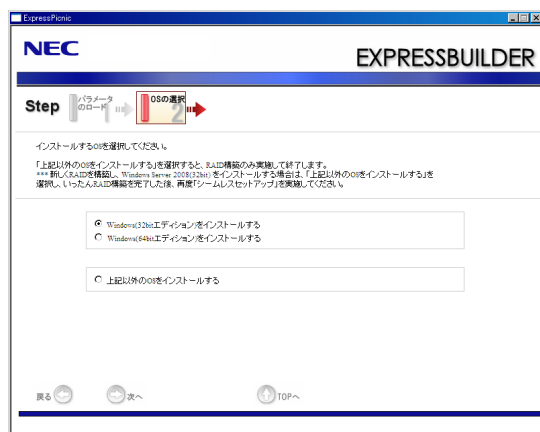 ExpressPicnic
NEC
EXPRESSBUILDER
Step
パラメータ
のロード 1
OSの選択
2
インストールするOSを選択してください。
「上記以外のOSをインストールする」を選択すると、RAID構築のみ実施して終了します。
*** 新しくRAIDを構築し、Windows Server 2008(32bit) をインストールする場合は、「上記以外のOSをインストールする」を
選択し、いったんRAID構築を完了した後、再度「シームレスセットアップ」を実施してください。
Windows(32bitエディション)をインストールする
Windows(64bitエディション)をインストールする
上記以外のOSをインストールする
戻る 次へ TOPへ